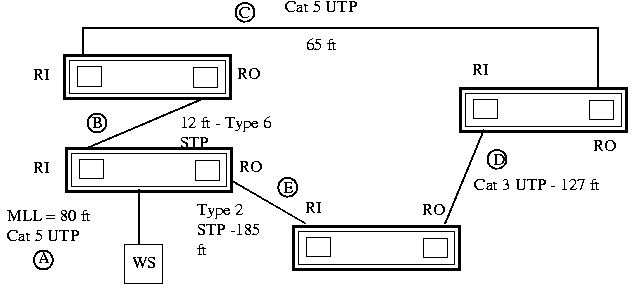 C
Cat 5 UTP
65 ft
RI
RO
RI
B
12 ft - Type 6
STP
RO
RI
RO
D
Cat 3 UTP - 127 ft
E
MLL = 80 ft
Cat 5 UTP
A
Type 2
STP -185
ft
RI
RO
WS